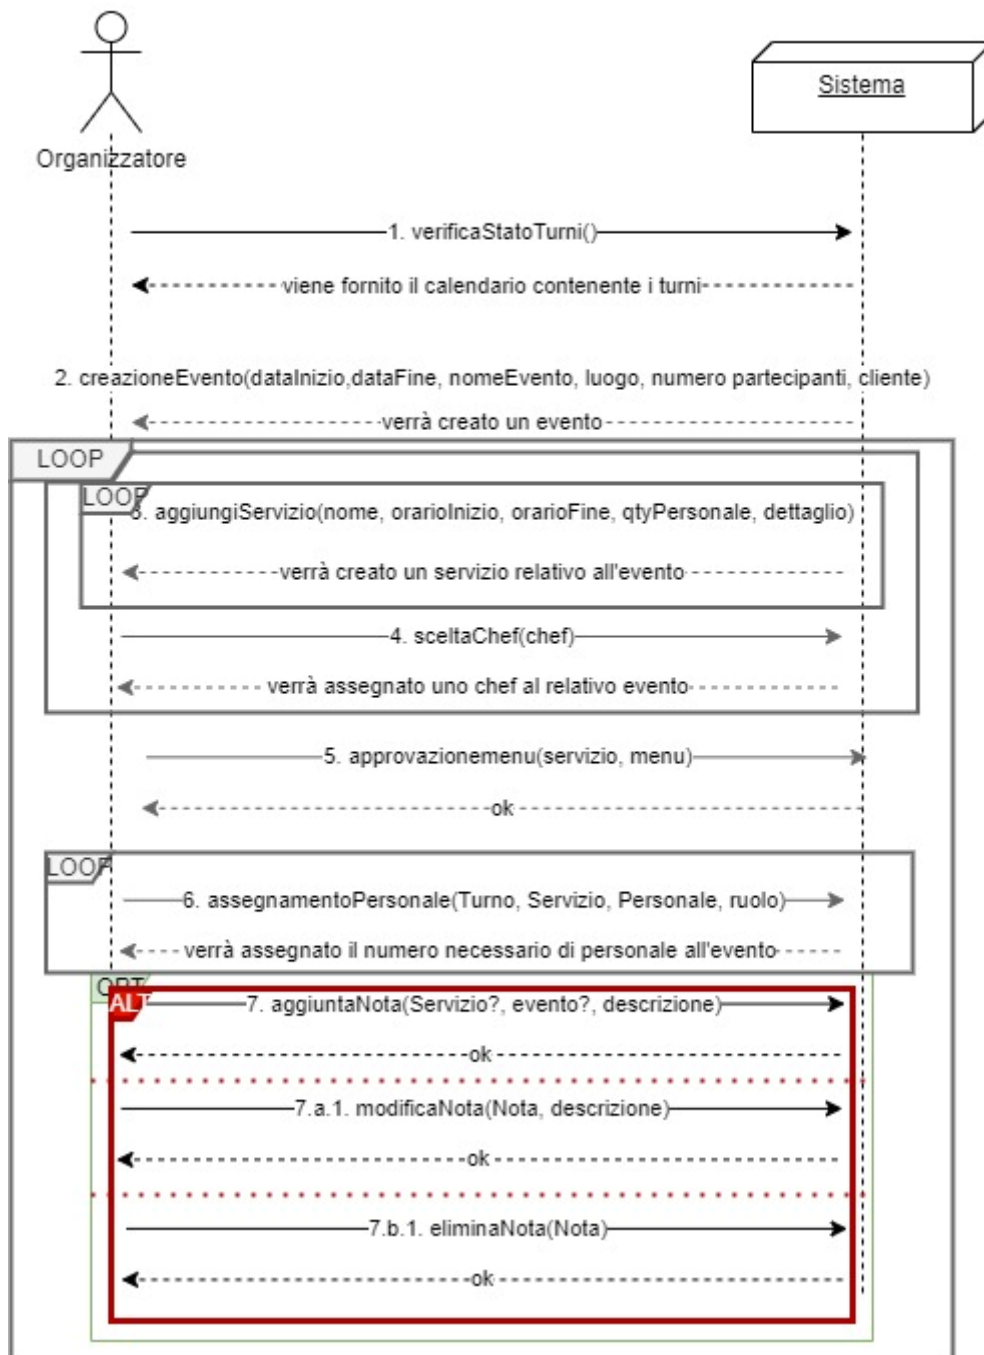 Sistema
Organizzatore
1. verificaStatoTurni()
viene fornito il calendario contenente i turni
2. creazioneEvento(dataInizio,dataFine, nomeEvento, luogo, numero partecipanti, cliente)
verrà creato un evento
LOOP
LOOP
3. aggiungiServizio(nome, orarioInizio, orarioFine, qtyPersonale, dettaglio)
verrà creato un servizio relativo all'evento
4. sceltaChef(chef)
verrà assegnato uno chef al relativo evento
5. approvazionemenu(servizio, menu)
ok
LOOP
6. assegnamentoPersonale(Turno, Servizio, Personale, ruolo)
verrà assegnato il numero necessario di personale all'evento
OPT
ALT
7. aggiuntaNota(Servizio?, evento?, descrizione)
ok
7.a.1. modificaNota(Nota, descrizione)
ok
7.b.1. eliminaNota(Nota)
ok